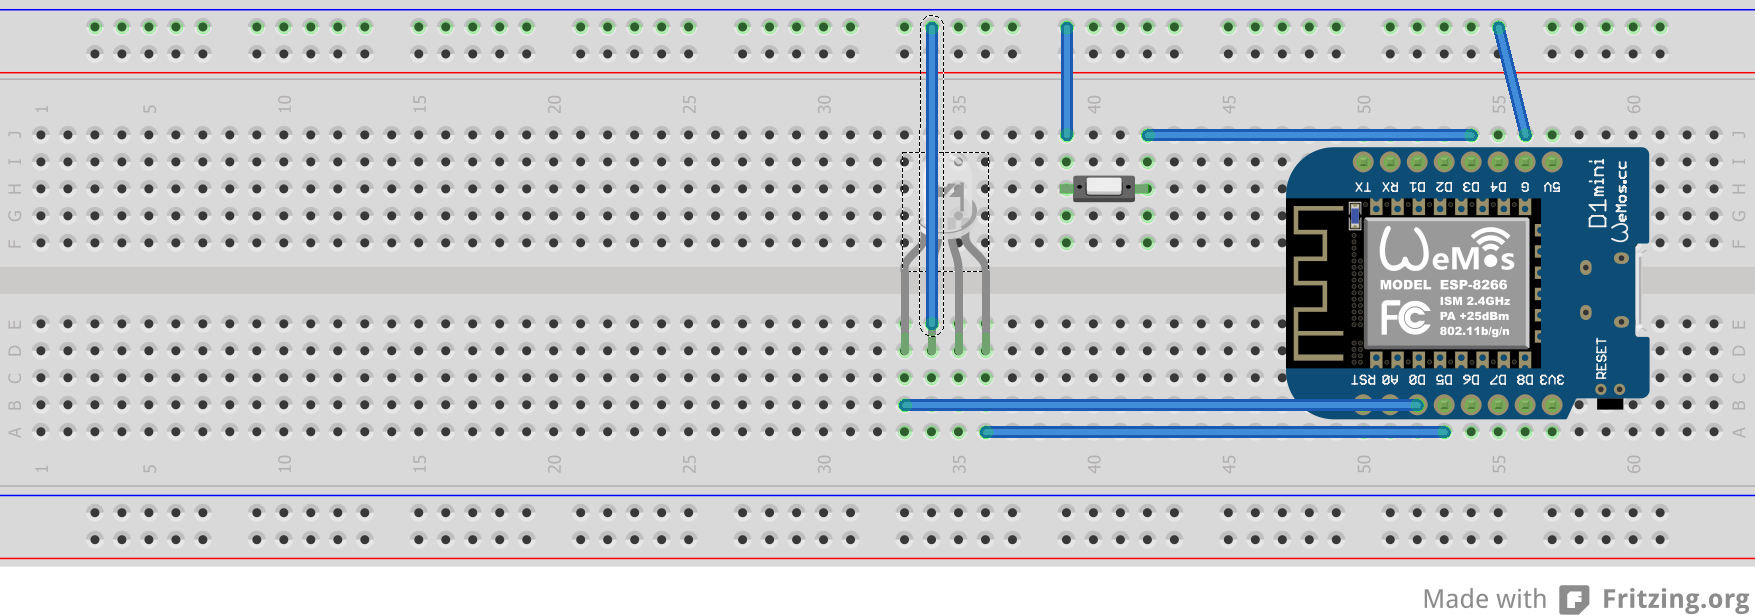 1 5 10 15 20 25 30 35 40 45 50 55 60
J J
I I
H H
G G
F F
TX RX D1 D2 D3 D4 G 5V
D1mini
WeMos.cc
WeMos
MODEL ESP-8266
ISM 2.4GHz
FC PA +25dBm
802.11b/g/n
RESET
RST A0 D0 D5 D6 D7 D8 3V3
E E
D D
C C
B B
A A
1 5 10 15 20 25 30 35 40 45 50 55 60
Made with Fritzing.org